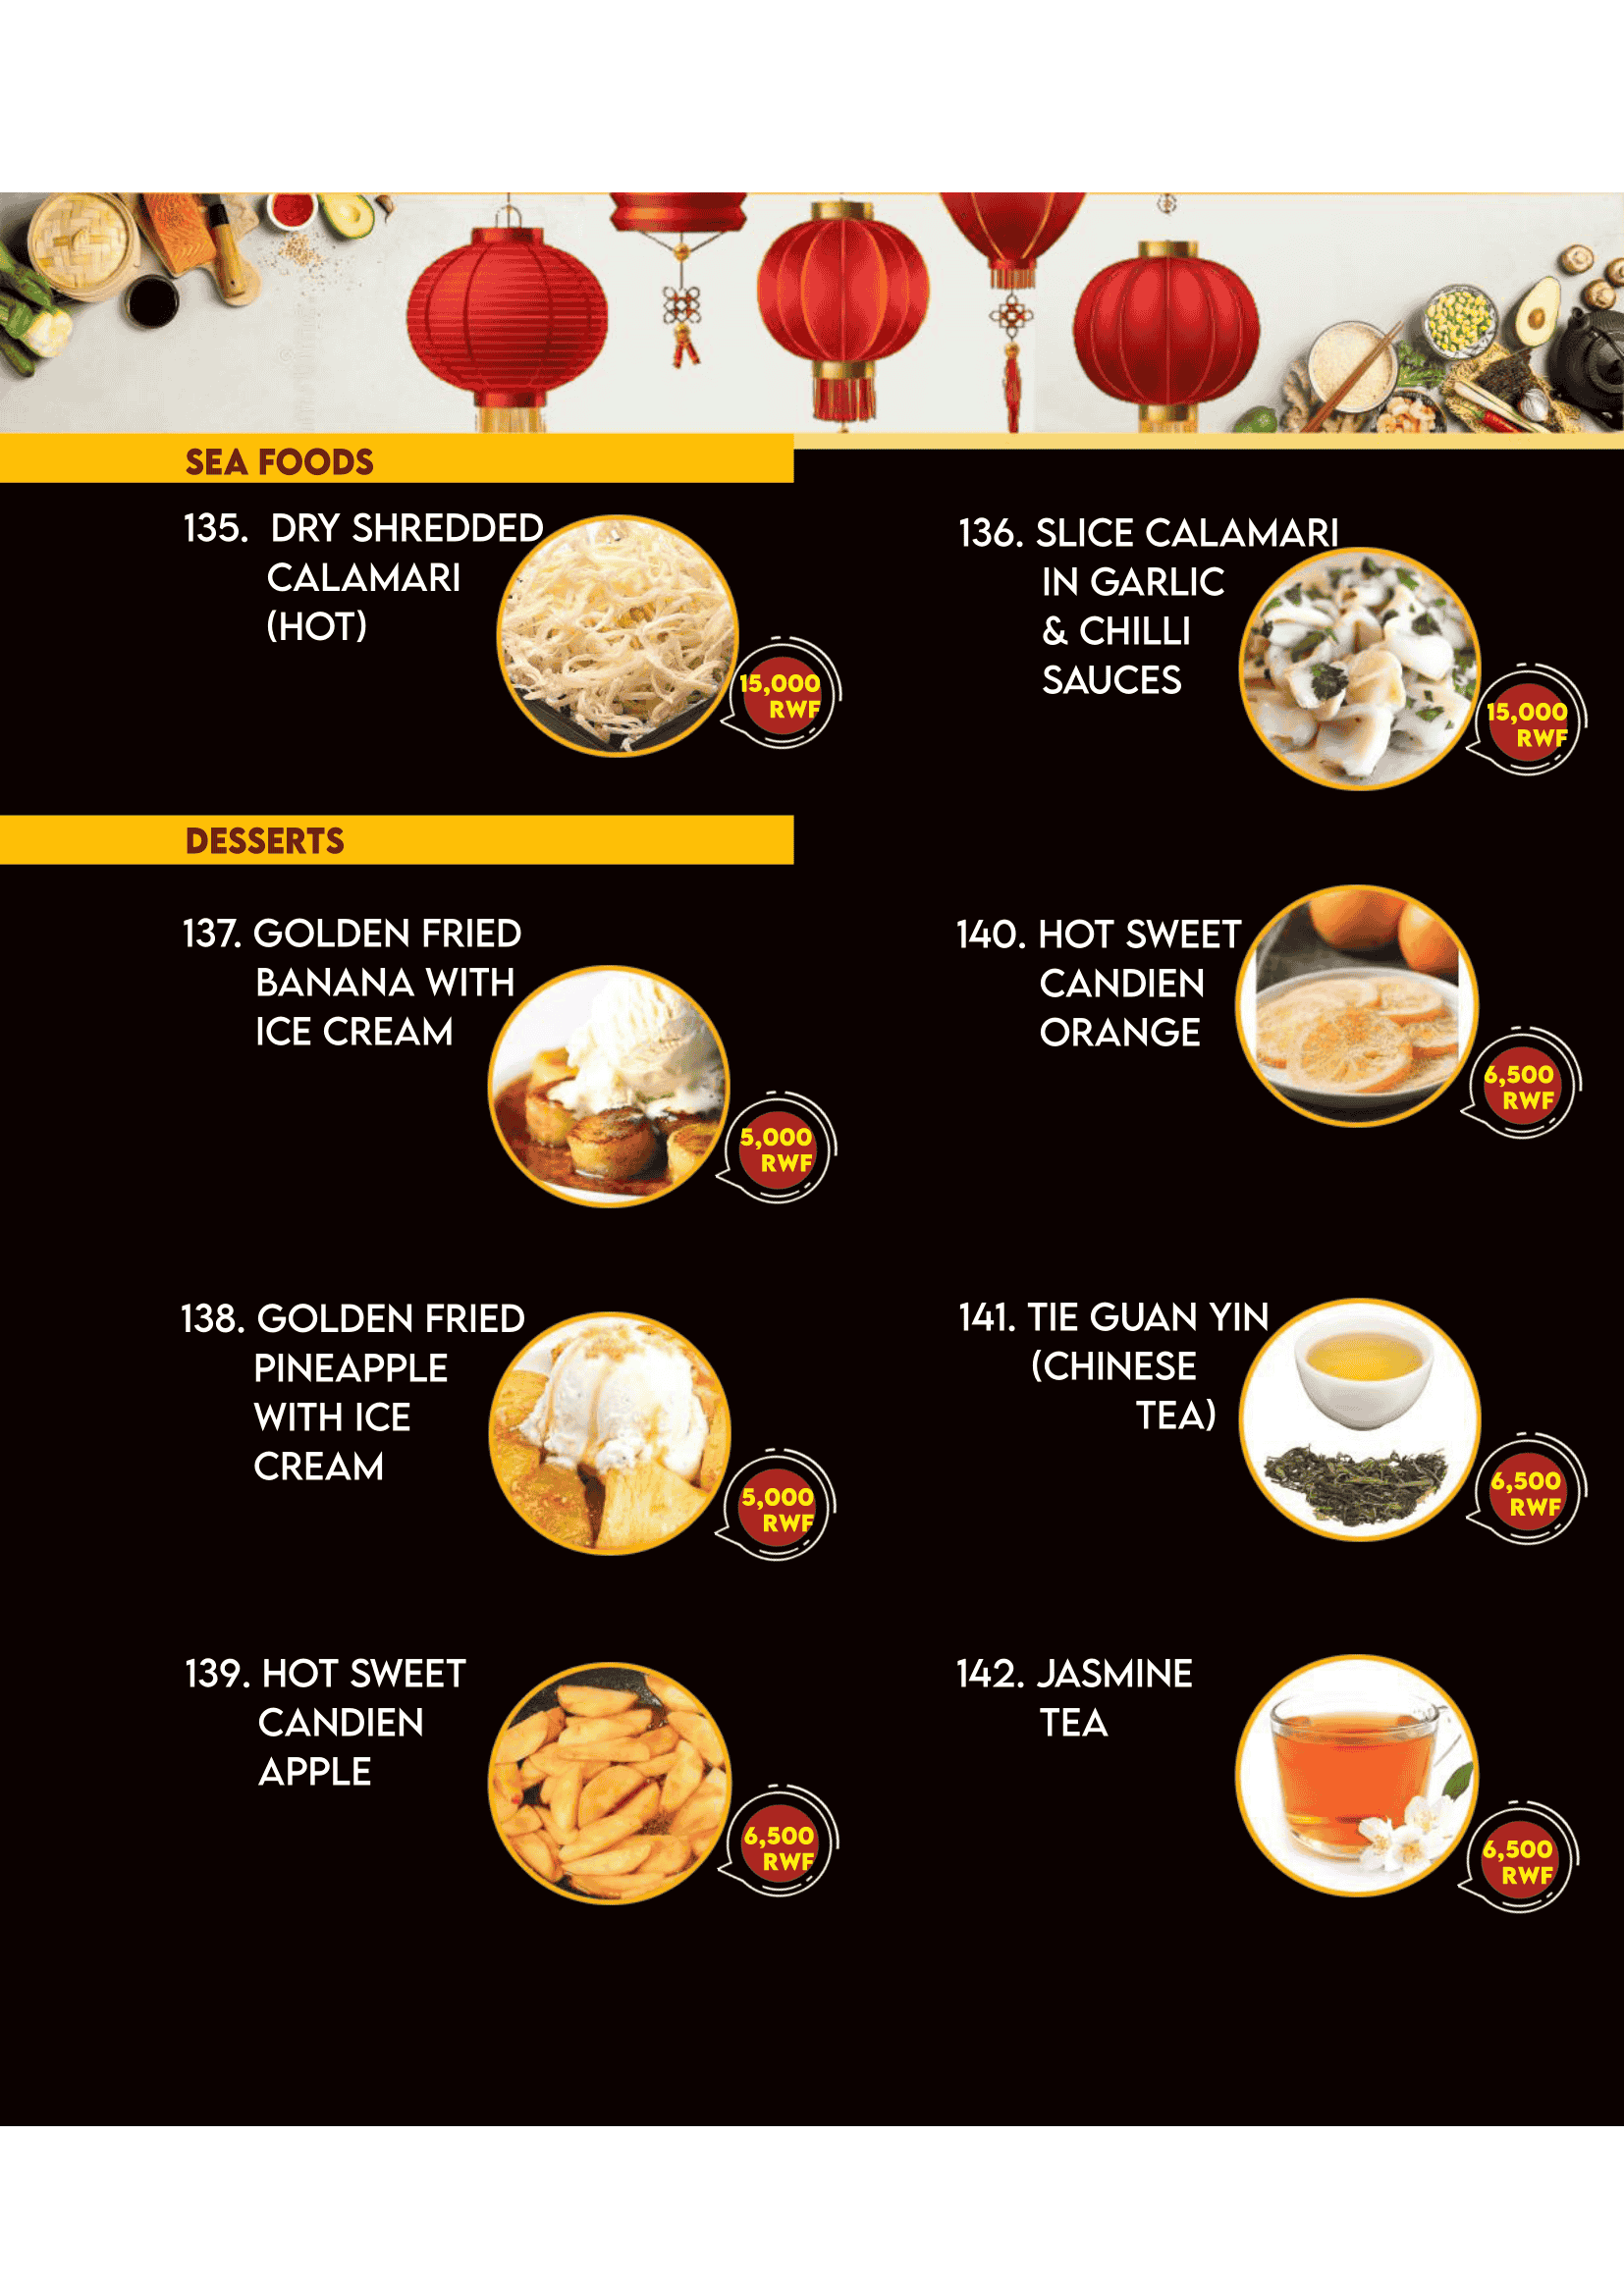 SEA FOODS
135. DRY SHREDDED
CALAMARI
(HOT)
15,000
RWF
136. SLICE CALAMARI
IN GARLIC
& CHILLI
SAUCES
15,000
RWF
DESSERTS
137. GOLDEN FRIED
BANANA WITH
ICE CREAM
5,000
RWF
138. GOLDEN FRIED
PINEAPPLE
WITH ICE
CREAM
5,000
RWF
139. HOT SWEET
CANDIEN
APPLE
6,500
RWF
140. HOT SWEET
CANDIEN
ORANGE
6,500
RWF
141. TIE GUAN YIN
(CHINESE
TEA)
6,500
RWF
142. JASMINE
TEA
6,500
RWF